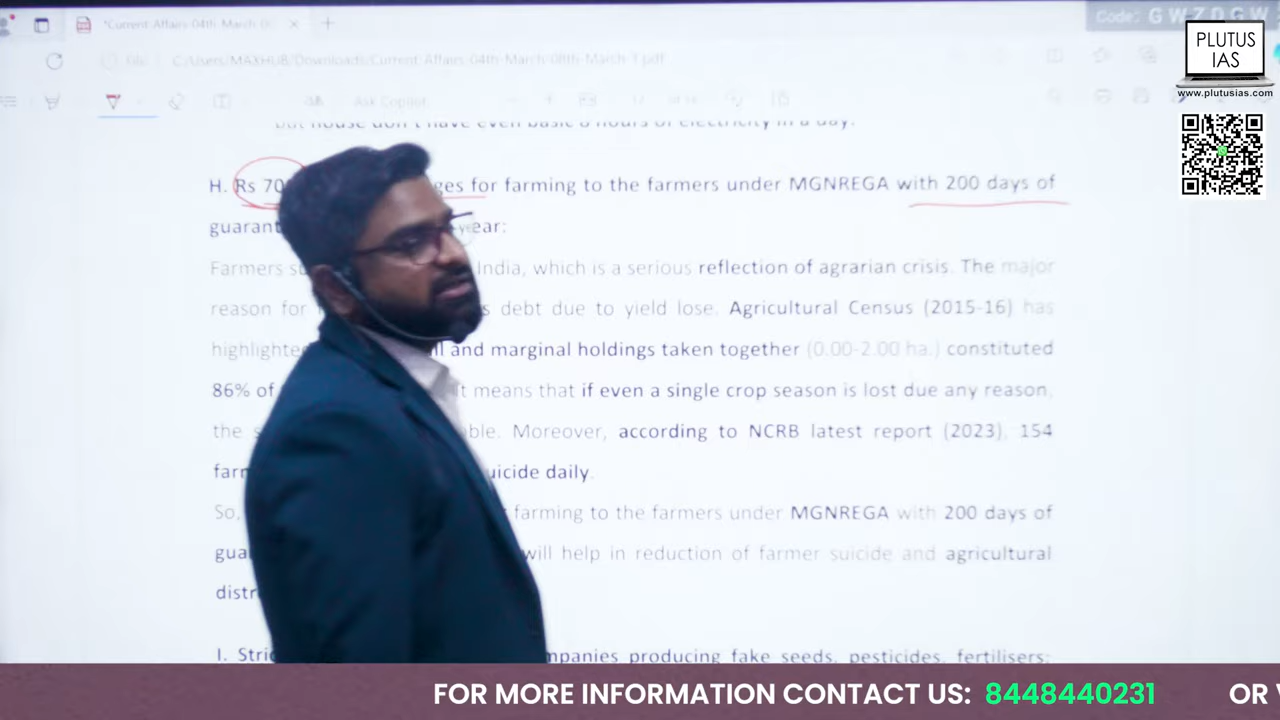 *Current-Affairs-04th-March-0
Code: G W Z D G W
C:/Users/MAXHUB/Downloads/Current-Affairs-04th-March-08th-March-3.pdf
Ask Copilot
PLUTUS
IAS
www.plutusias.com
but house don't have even basic 8 hours of electricity in a day.
H. Rs 70 ges for farming to the farmers under MGNREGA with 200 days of
guarant year:
Farmers su India, which is a serious reflection of agrarian crisis. The major
reason for s debt due to yield lose. Agricultural Census (2015-16) has
highlighted ll and marginal holdings taken together (0.00-2.00 ha.) constituted
86% of t means that if even a single crop season is lost due any reason,
the s ble. Moreover, according to NCRB latest report (2023), 154
farm uicide daily.
So, farming to the farmers under MGNREGA with 200 days of
guar will help in reduction of farmer suicide and agricultural
distre
I. Stric mpanies producing fake seeds, pesticides, fertilisers:
FOR MORE INFORMATION CONTACT US: 8448440231 OR